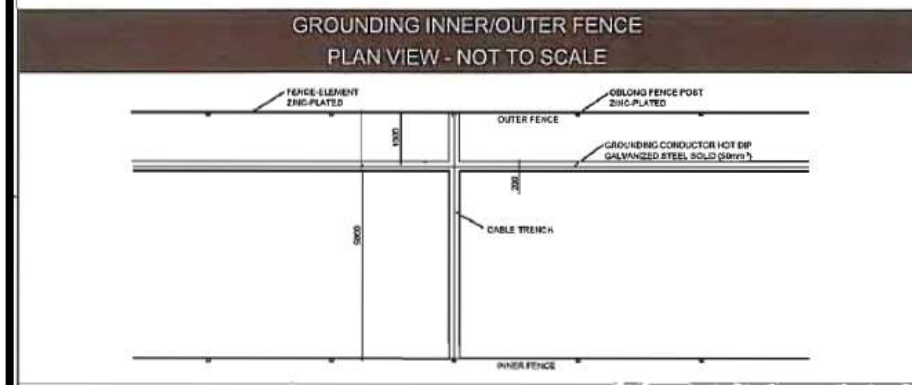 GROUNDING INNER/OUTER FENCE
PLAN VIEW - NOT TO SCALE
FENCE-ELEMENT
ZINC-PLATED
OBLONG FENCE POST
ZINC-PLATED
OUTER FENCE
1000
GROUNDING CONDUCTOR HOT DIP
GALVANIZED STEEL SOLID (50mm²)
200
CABLE TRENCH
5000
INNER FENCE